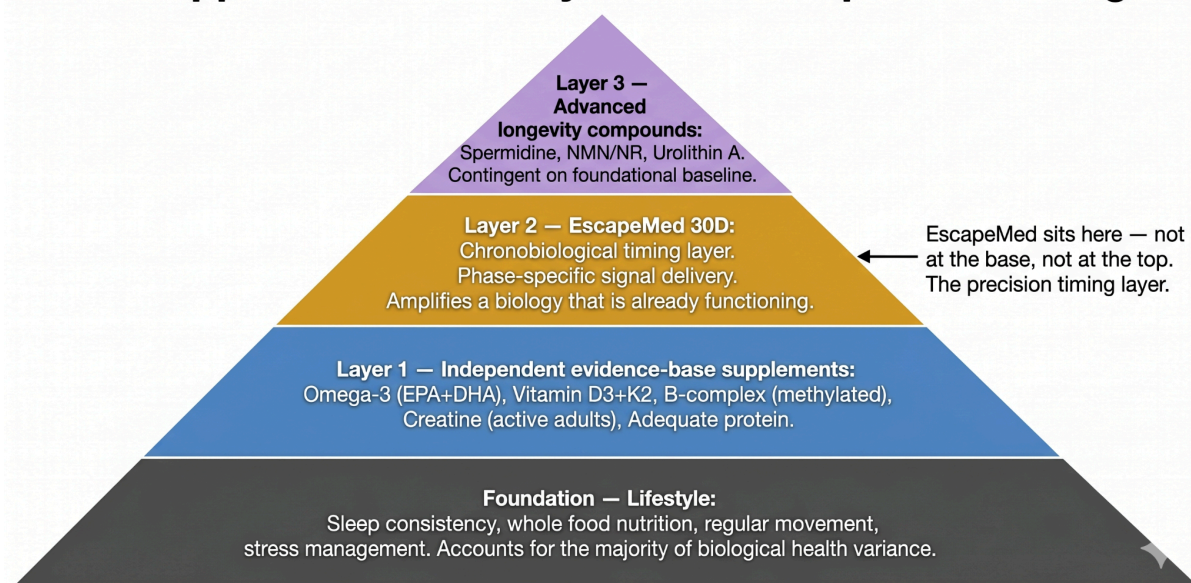 Layer 3 —
Advanced
longevity compounds:
Spermidine, NMN/NR, Urolithin A.
Contingent on foundational baseline.
Layer 2 — EscapeMed 30D:
Chronobiological timing layer.
Phase-specific signal delivery.
Amplifies a biology that is already functioning.
EscapeMed sits here — not
at the base, not at the top.
The precision timing layer.
Layer 1 — Independent evidence-base supplements:
Omega-3 (EPA+DHA), Vitamin D3+K2, B-complex (methylated),
Creatine (active adults), Adequate protein.
Foundation — Lifestyle:
Sleep consistency, whole food nutrition, regular movement,
stress management. Accounts for the majority of biological health variance.